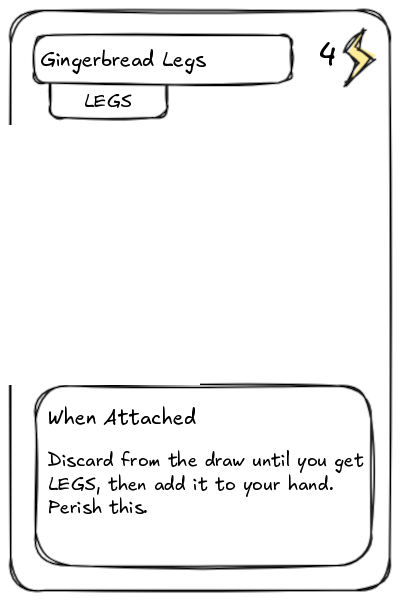 Gingerbread Legs
4
LEGS
When Attached
Discard from the draw until you get
LEGS, then add it to your hand.
Perish this.